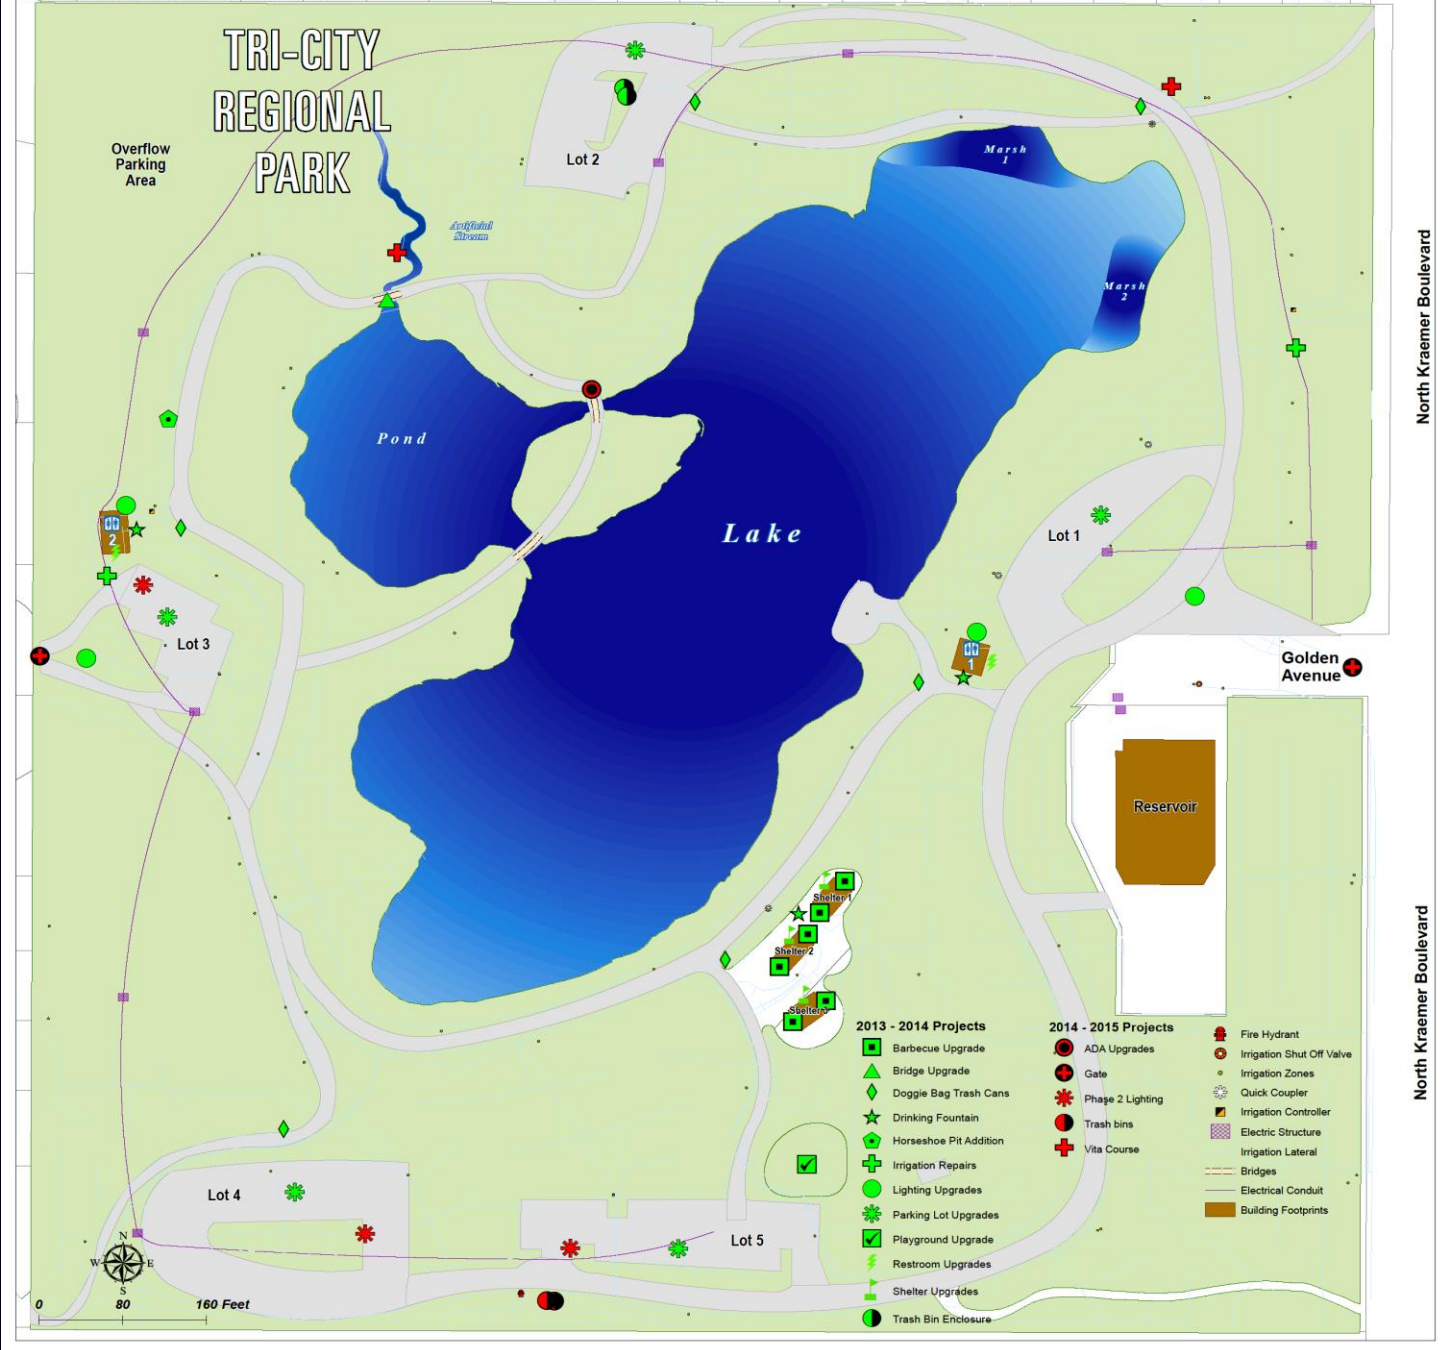 TRI-CITY
REGIONAL
PARK
Overflow
Parking
Area
Lot 2
Artificial
Stream
Marsh
1
Marsh
2
North Kraemer Boulevard
Pond
Lake
Lot 1
2
Lot 3
1
Golden
Avenue
Reservoir
Shelter 1
Shelter 2
Shelter 3
North Kraemer Boulevard
2013 - 2014 Projects
Barbecue Upgrade
Bridge Upgrade
Doggie Bag Trash Cans
Drinking Fountain
Horseshoe Pit Addition
Irrigation Repairs
Lighting Upgrades
Parking Lot Upgrades
Playground Upgrade
Restroom Upgrades
Shelter Upgrades
Trash Bin Enclosure
2014 - 2015 Projects
ADA Upgrades
Gate
Phase 2 Lighting
Trash bins
Vita Course
Fire Hydrant
Irrigation Shut Off Valve
Irrigation Zones
Quick Coupler
Irrigation Controller
Electric Structure
Irrigation Lateral
Bridges
Electrical Conduit
Building Footprints
Lot 4
Lot 5
N
W E
S
0 80 160 Feet